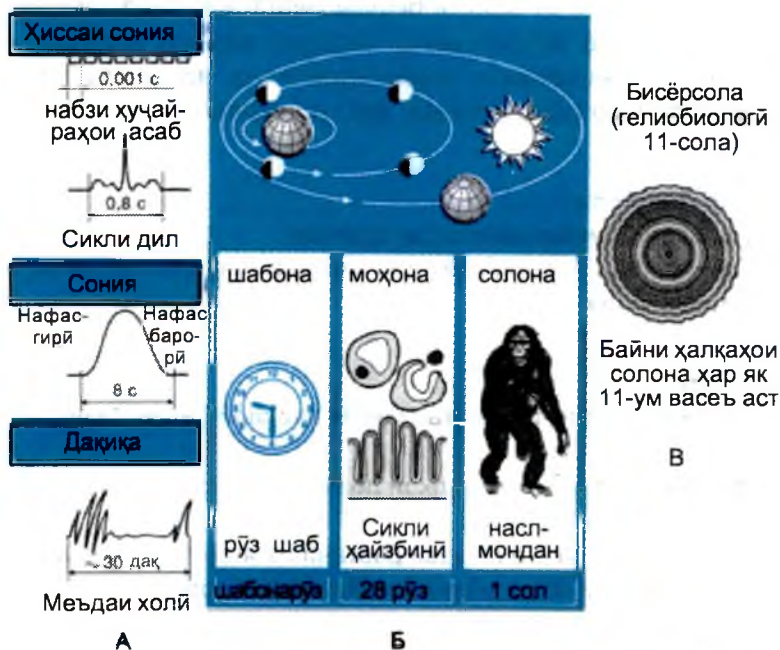 Ҳиссаи сония
0,001 с
набзи ҳуҷай-
раҳои асаб
0,8 с
Сикли дил
Сония
Нафас-
гирӣ
Нафас
баро-
рӣ
8 с
Дақиқа
~ 30 дақ
Меъдаи холӣ
А
шабона
рӯз шаб
шабонарӯз
моҳона
Сикли
ҳайзбинӣ
28 рӯз
солона
насл-
мондан
1 сол
Б
Бисёрсола
(гелиобиологӣ
11-сола)
Байни ҳалқаҳои
солона ҳар як
11-ум васеъ аст
В